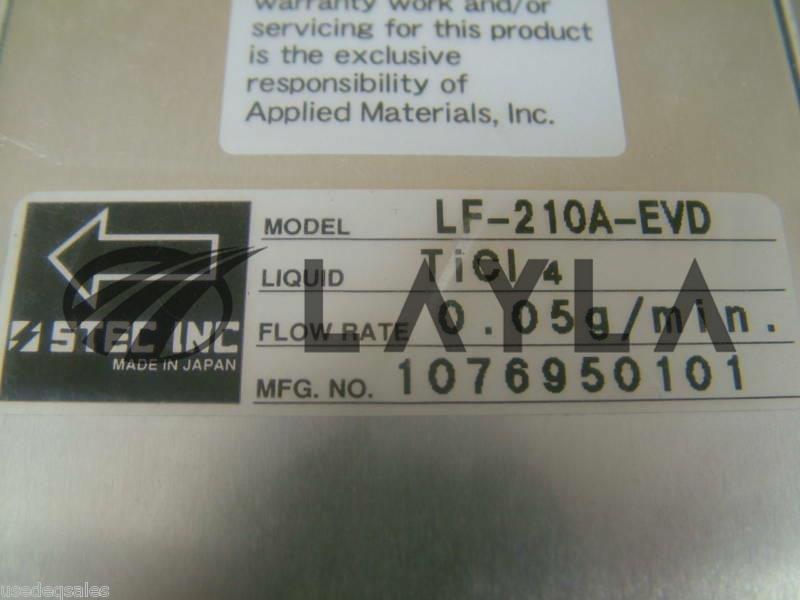 warranty work and/or
servicing for this product
is the exclusive
responsibility of
Applied Materials, Inc.
STEC INC
MADE IN JAPAN
MODEL LF-210A-EVD
LIQUID TiCl4
FLOW RATE 0.05g/min.
MFG. NO. 1076950101
LAYLA
usedeqsales